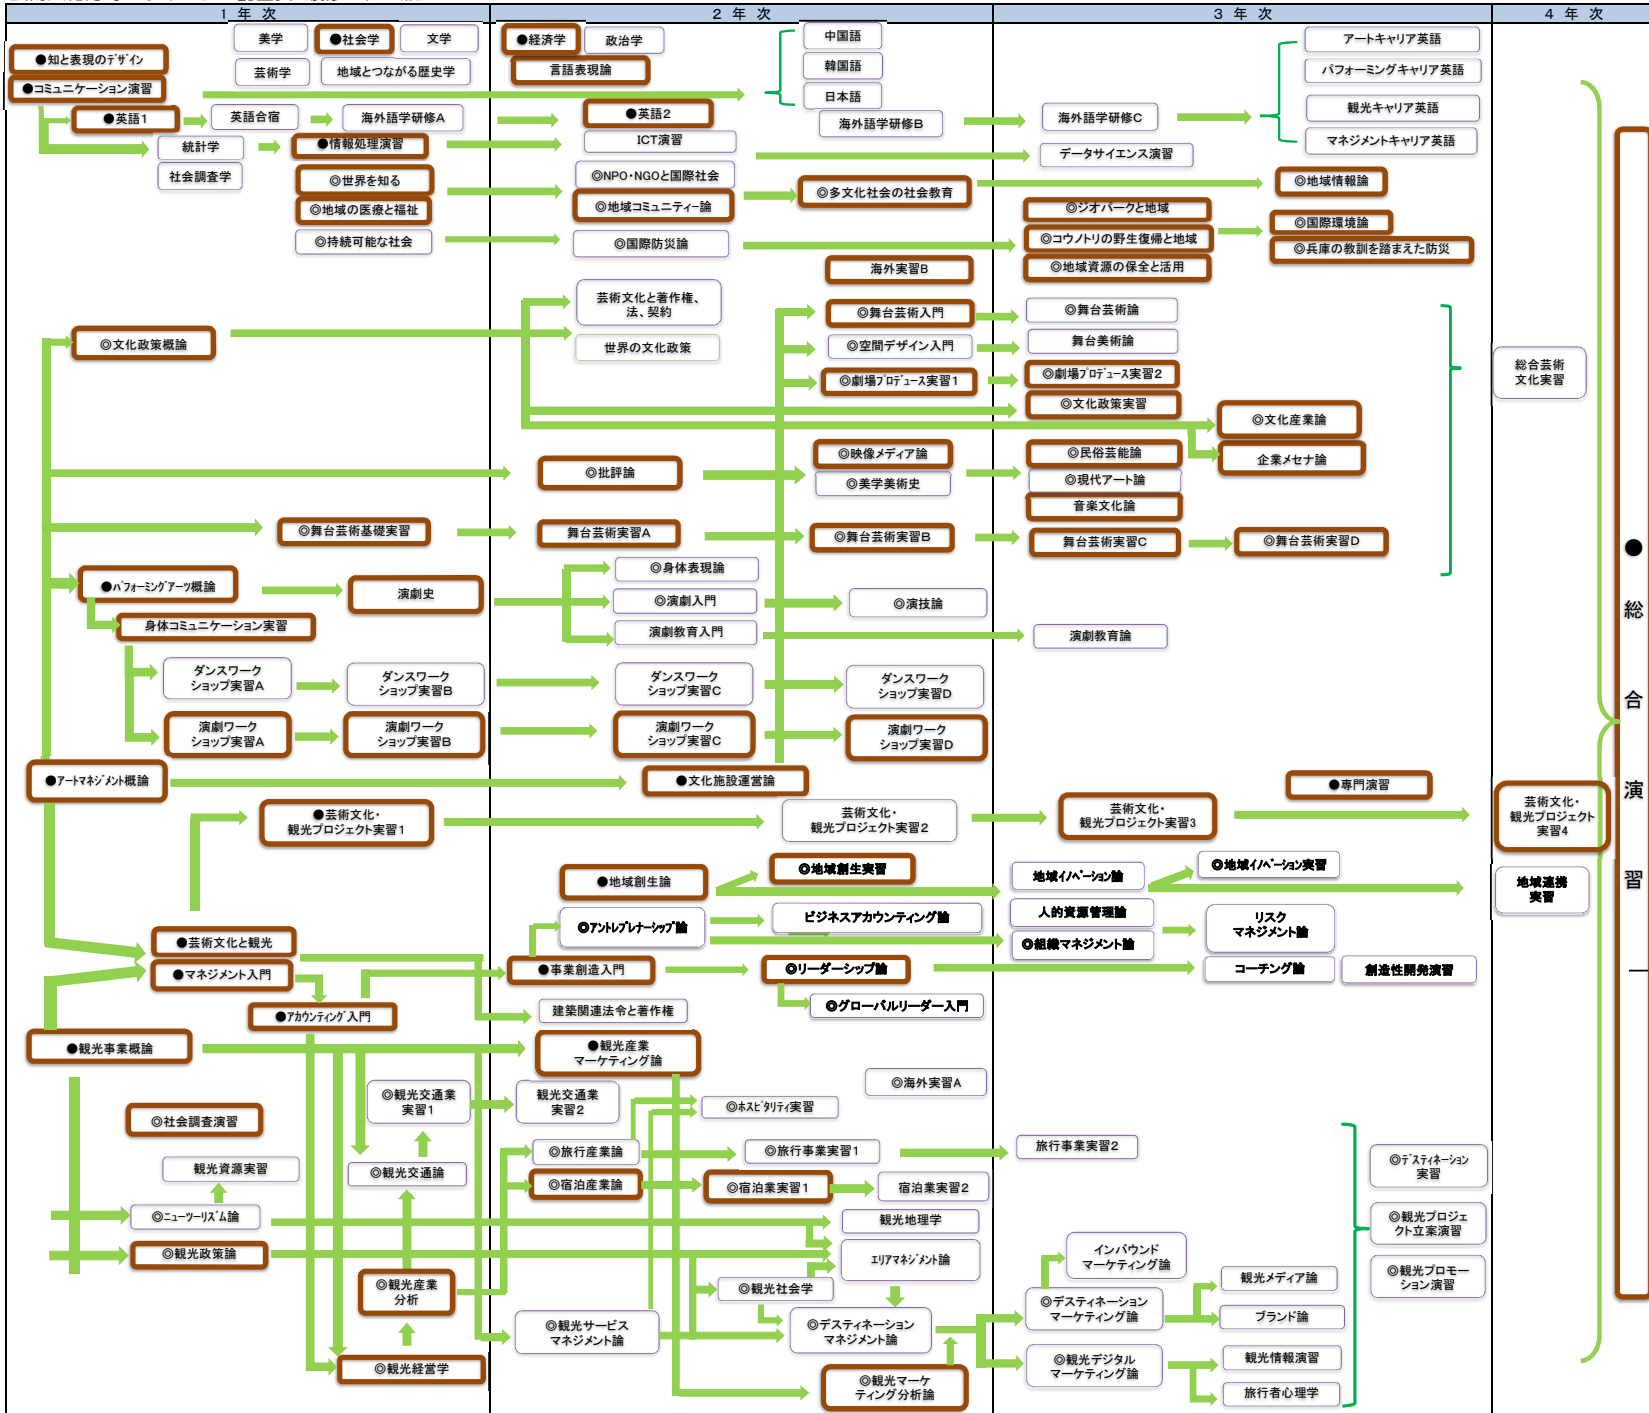 1 年 次
2 年 次
3 年 次
4 年 次
美学
●社会学
文学
●知と表現のデザイン
芸術学
地域とつながる歴史学
●コミュニケーション演習
●英語1
英語合宿
海外語学研修A
統計学
●情報処理演習
社会調査学
◎世界を知る
◎地域の医療と福祉
◎持続可能な社会
●経済学
政治学
言語表現論
中国語
韓国語
日本語
●英語2
海外語学研修B
ICT演習
◎NPO・NGOと国際社会
◎地域コミュニティー論
◎多文化社会の社会教育
◎国際防災論
海外実習B
アートキャリア英語
パフォーミングキャリア英語
観光キャリア英語
マネジメントキャリア英語
海外語学研修C
データサイエンス演習
◎地域情報論
◎ジオパークと地域
◎国際環境論
◎コウノトリの野生復帰と地域
◎兵庫の教訓を踏まえた防災
◎地域資源の保全と活用
◎文化政策概論
芸術文化と著作権、
法、契約
世界の文化政策
◎舞台芸術入門
◎舞台芸術論
◎空間デザイン入門
舞台美術論
◎劇場プロデュース実習1
◎劇場プロデュース実習2
◎文化政策実習
◎文化産業論
企業メセナ論
総合芸術
文化実習
◎批評論
◎映像メディア論
◎美学美術史
◎民俗芸能論
◎現代アート論
音楽文化論
◎舞台芸術基礎実習
舞台芸術実習A
◎舞台芸術実習B
舞台芸術実習C
◎舞台芸術実習D
●パフォーミングアーツ概論
演劇史
◎身体表現論
◎演劇入門
◎演技論
演劇教育入門
演劇教育論
身体コミュニケーション実習
ダンスワーク
ショップ実習A
ダンスワーク
ショップ実習B
ダンスワーク
ショップ実習C
ダンスワーク
ショップ実習D
演劇ワーク
ショップ実習A
演劇ワーク
ショップ実習B
演劇ワーク
ショップ実習C
演劇ワーク
ショップ実習D
●アートマネジメント概論
●文化施設運営論
●専門演習
●芸術文化・
観光プロジェクト実習1
芸術文化・
観光プロジェクト実習2
芸術文化・
観光プロジェクト実習3
芸術文化・
観光プロジェクト
実習4
●地域創生論
◎地域創生実習
地域イノベーション論
◎地域イノベーション実習
地域連携
実習
◎アントレプレナーシップ論
ビジネスアカウンティング論
人的資源管理論
◎組織マネジメント論
リスク
マネジメント論
●芸術文化と観光
●マネジメント入門
●事業創造入門
◎リーダーシップ論
コーチング論
創造性開発演習
●アカウンティング入門
建築関連法令と著作権
◎グローバルリーダー入門
●観光事業概論
●観光産業
マーケティング論
◎観光交通業
実習1
観光交通業
実習2
◎海外実習A
◎ホスピタリティ実習
◎社会調査演習
観光資源実習
◎観光交通論
◎旅行産業論
◎旅行事業実習1
旅行事業実習2
◎宿泊産業論
◎宿泊業実習1
宿泊業実習2
◎ニューツーリズム論
◎観光政策論
観光地理学
エリアマネジメント論
◎観光産業
分析
◎観光社会学
◎観光サービス
マネジメント論
◎デスティネーション
マネジメント論
◎観光経営学
◎観光マーケ
ティング分析論
インバウンド
マーケティング論
◎デスティネーション
マーケティング論
観光メディア論
ブランド論
◎観光デジタル
マーケティング論
観光情報演習
旅行者心理学
◎デスティネーション
実習
◎観光プロジェ
クト立案演習
◎観光プロモー
ション演習
●総合演習